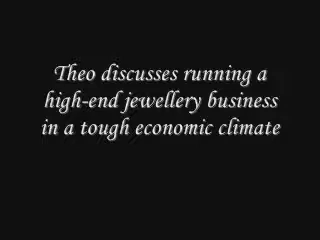 Theo discusses running a
high-end jewellery business
in a tough economic climate